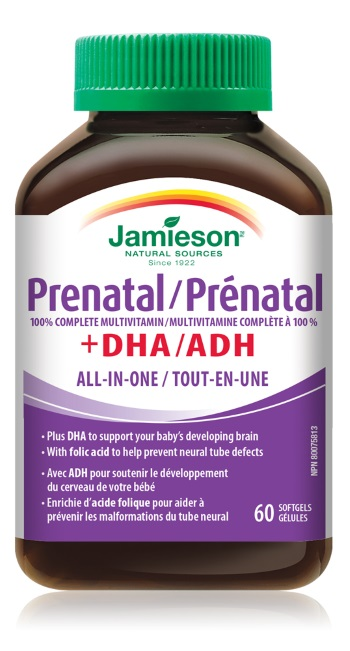 Jamieson™
NATURAL SOURCES
Since 1922
Prenatal/Prénatal
100% COMPLETE MULTIVITAMIN/MULTIVITAMINE COMPLÈTE À 100 %
+DHA/ADH
ALL-IN-ONE / TOUT-EN-UNE
• Plus DHA to support your baby's developing brain
• With folic acid to help prevent neural tube defects
• Avec ADH pour soutenir le développement
du cerveau de votre bébé
• Enrichie d'acide folique pour aider à
prévenir les malformations du tube neural
60 SOFTGELS
GÉLULES
NPN 80075813